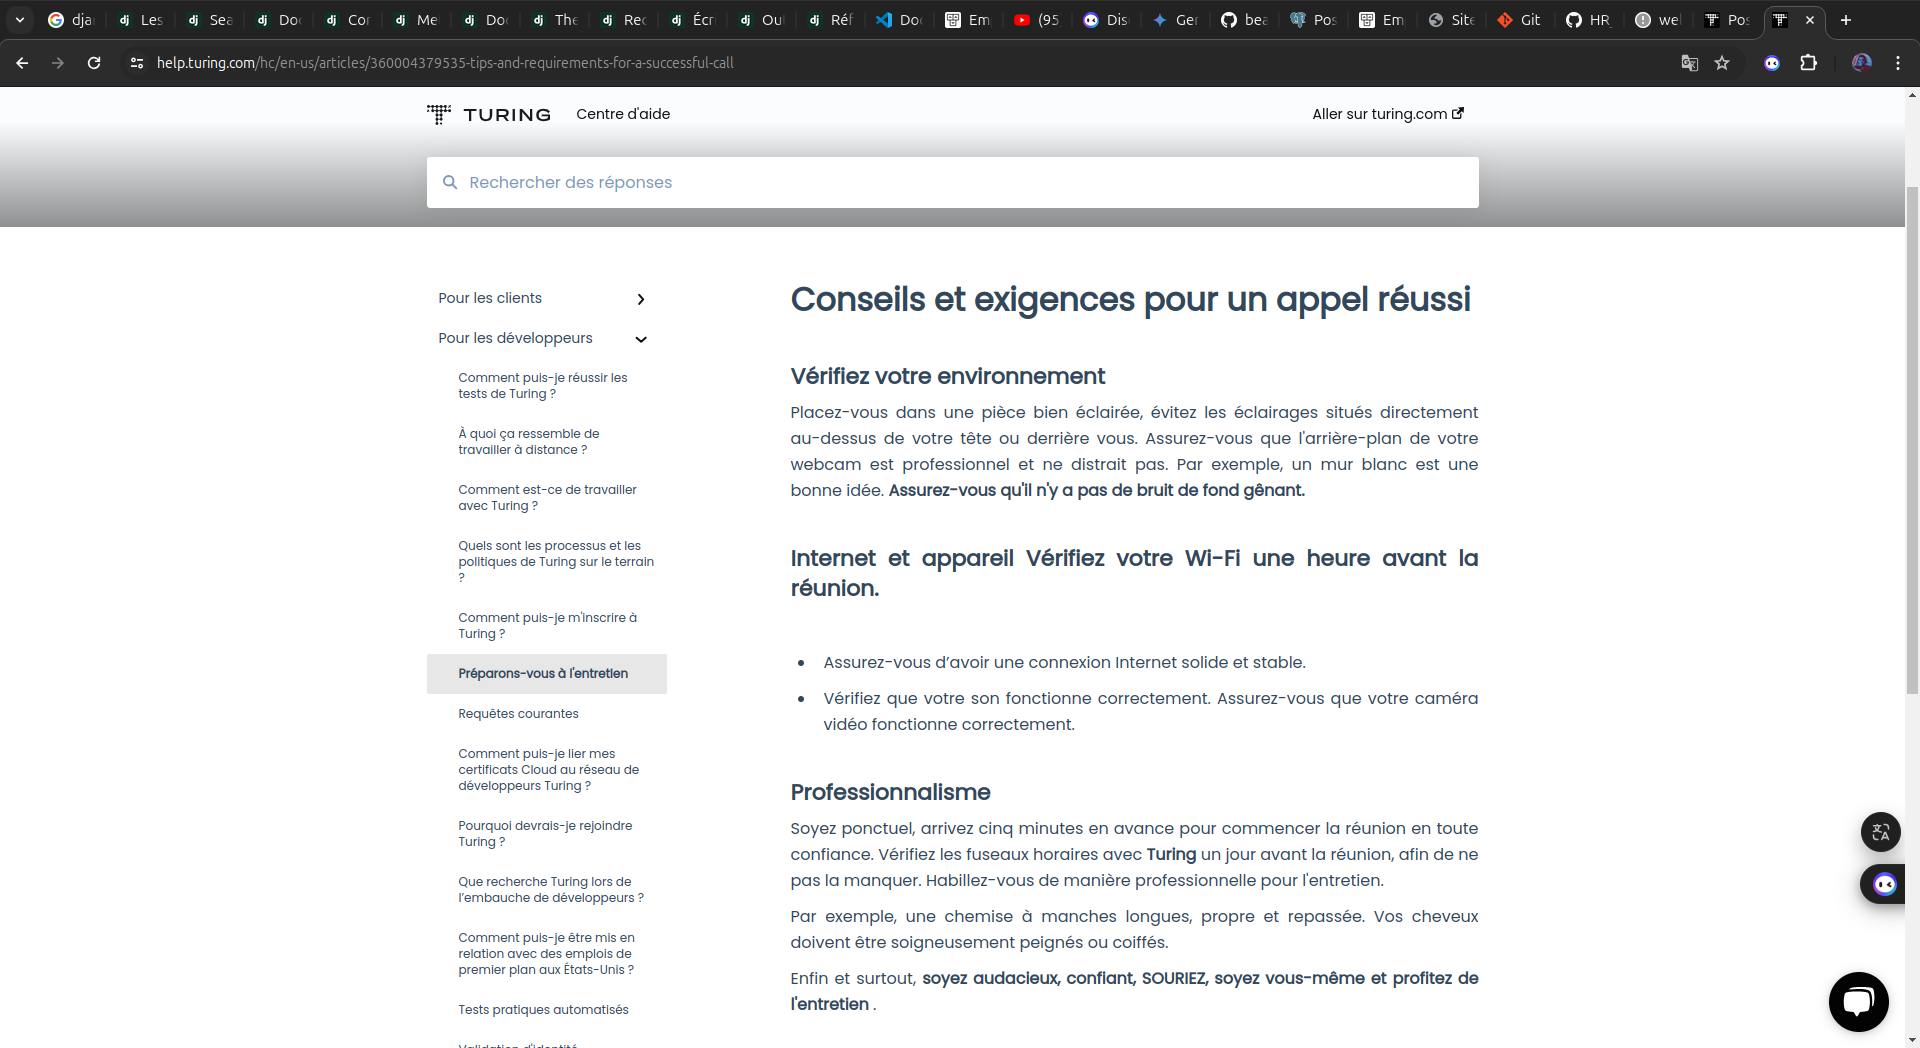 dja
Les
Sea
Doc
Cor
Me
Doc
The
Rec
Écri
Out
Réf
Doc
Em
(95
Dis
Ger
bea
Pos
Em
Site
Git
HR_
wel
Pos
help.turing.com/hc/en-us/articles/360004379535-tips-and-requirements-for-a-successful-call
TURING
Centre d'aide
Aller sur turing.com
Rechercher des réponses
Pour les clients
Pour les développeurs
Comment puis-je réussir les
tests de Turing ?
À quoi ça ressemble de
travailler à distance ?
Comment est-ce de travailler
avec Turing ?
Quels sont les processus et les
politiques de Turing sur le terrain
?
Comment puis-je m'inscrire à
Turing ?
Préparons-vous à l'entretien
Requêtes courantes
Comment puis-je lier mes
certificats Cloud au réseau de
développeurs Turing ?
Pourquoi devrais-je rejoindre
Turing ?
Que recherche Turing lors de
l’embauche de développeurs ?
Comment puis-je être mis en
relation avec des emplois de
premier plan aux États-Unis ?
Tests pratiques automatisés
Validation d'identité
Conseils et exigences pour un appel réussi
Vérifiez votre environnement
Placez-vous dans une pièce bien éclairée, évitez les éclairages situés directement
au-dessus de votre tête ou derrière vous. Assurez-vous que l'arrière-plan de votre
webcam est professionnel et ne distrait pas. Par exemple, un mur blanc est une
bonne idée. Assurez-vous qu'il n'y a pas de bruit de fond gênant.
Internet et appareil Vérifiez votre Wi-Fi une heure avant la
réunion.
• Assurez-vous d’avoir une connexion Internet solide et stable.
• Vérifiez que votre son fonctionne correctement. Assurez-vous que votre caméra
vidéo fonctionne correctement.
Professionnalisme
Soyez ponctuel, arrivez cinq minutes en avance pour commencer la réunion en toute
confiance. Vérifiez les fuseaux horaires avec Turing un jour avant la réunion, afin de ne
pas la manquer. Habillez-vous de manière professionnelle pour l'entretien.
Par exemple, une chemise à manches longues, propre et repassée. Vos cheveux
doivent être soigneusement peignés ou coiffés.
Enfin et surtout, soyez audacieux, confiant, SOURIEZ, soyez vous-même et profitez de
l'entretien .